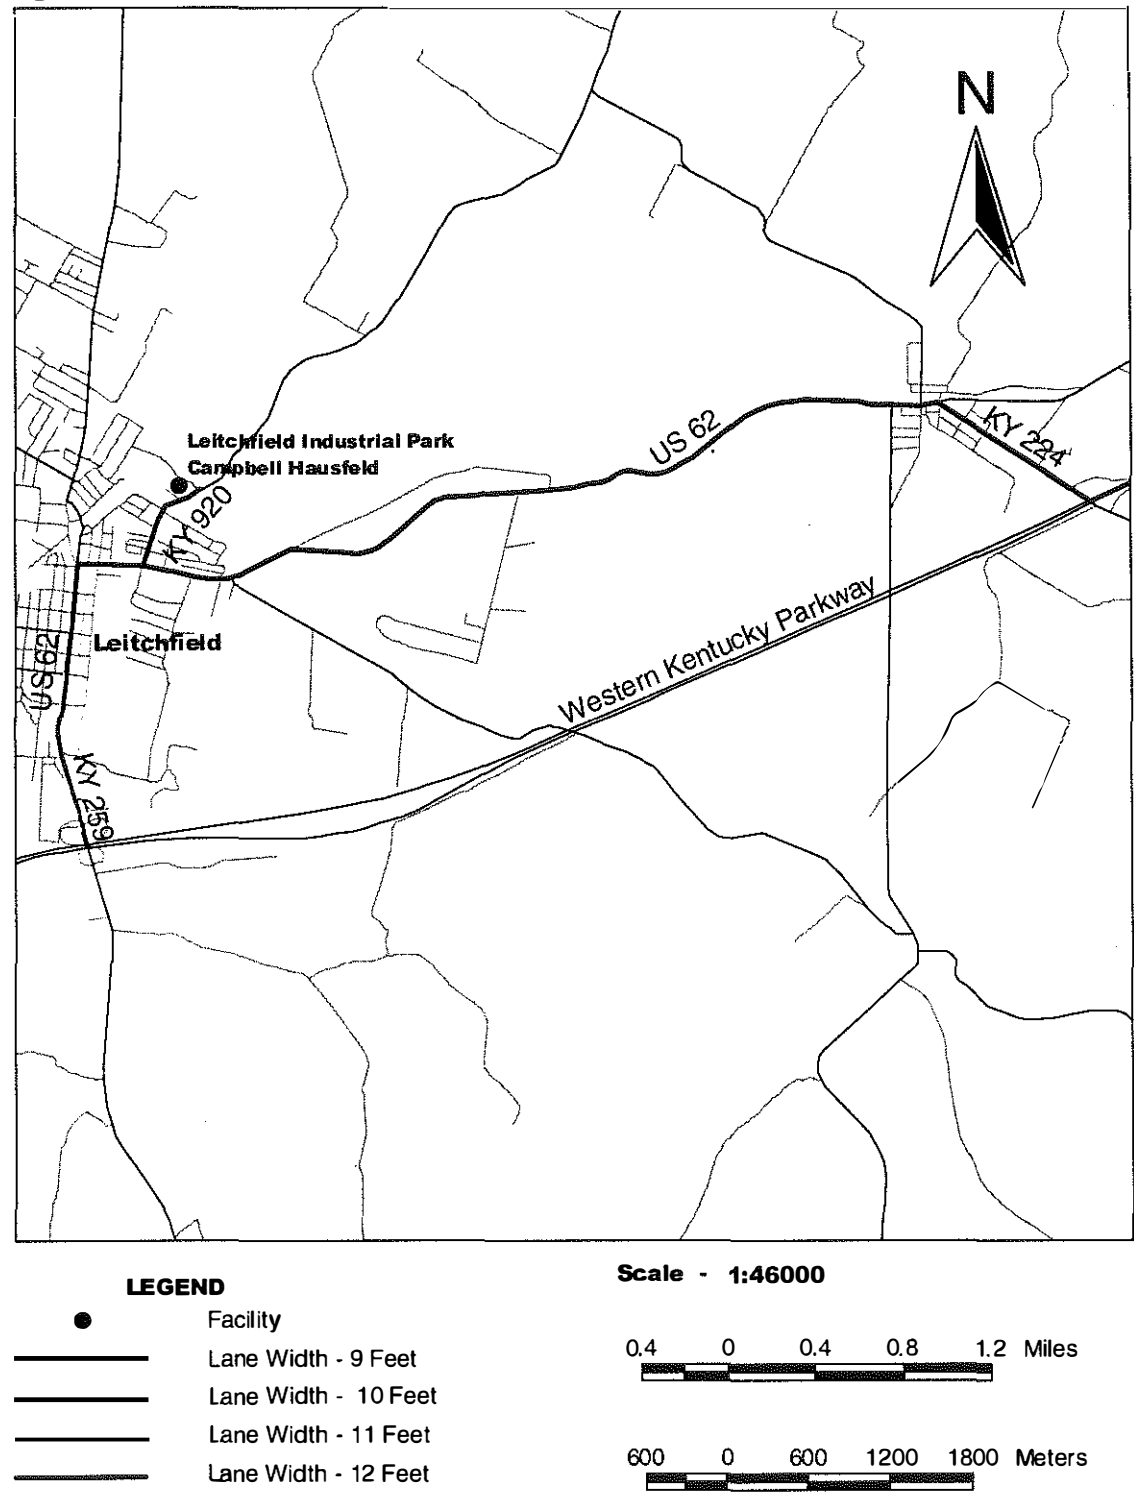 N
Leitchfield Industrial Park
Campbell Hausfeld
US 62
KY 224
KY 920
Western Kentucky Parkway
Leitchfield
US 62
KY 259
LEGEND
Facility
Lane Width - 9 Feet
Lane Width - 10 Feet
Lane Width - 11 Feet
Lane Width - 12 Feet
Scale - 1:46000
0.4 0 0.4 0.8 1.2 Miles
600 0 600 1200 1800 Meters